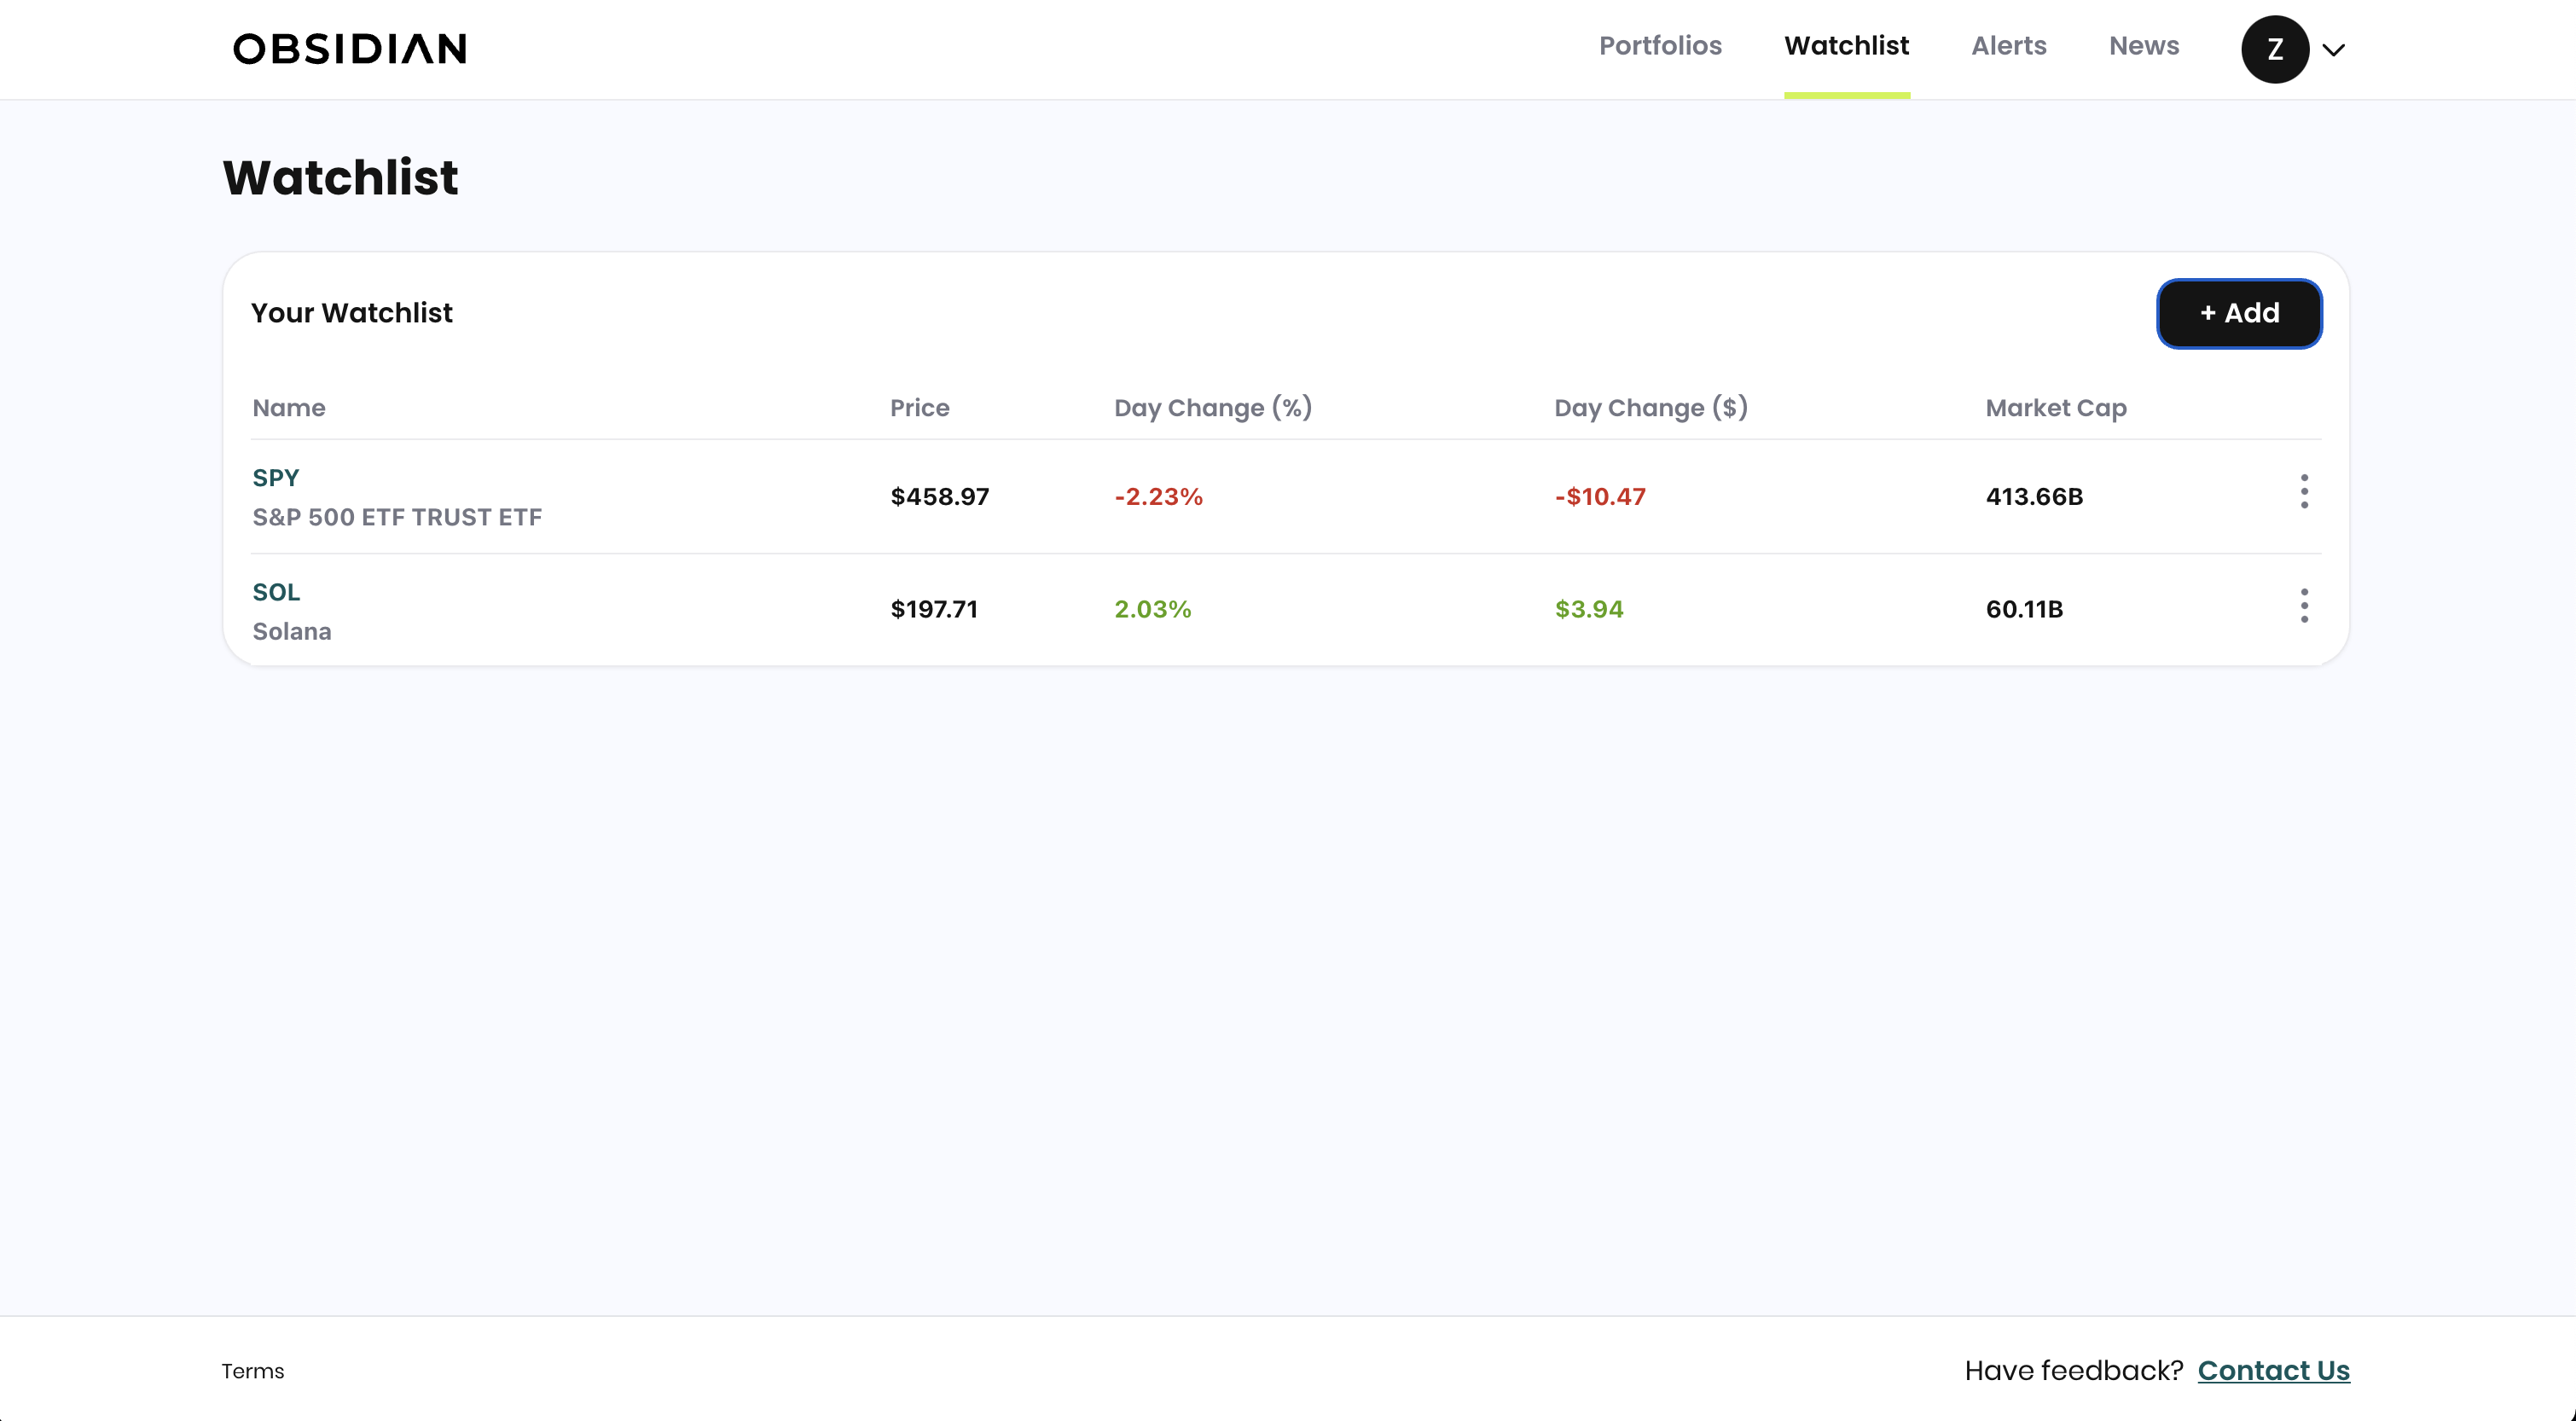 OBSIDIAN
Portfolios Watchlist Alerts News Z
Watchlist
Your Watchlist + Add
Name Price Day Change (%) Day Change ($) Market Cap
SPY
S&P 500 ETF TRUST ETF $458.97 -2.23% -$10.47 413.66B
SOL
Solana $197.71 2.03% $3.94 60.11B
Terms Have feedback? Contact Us